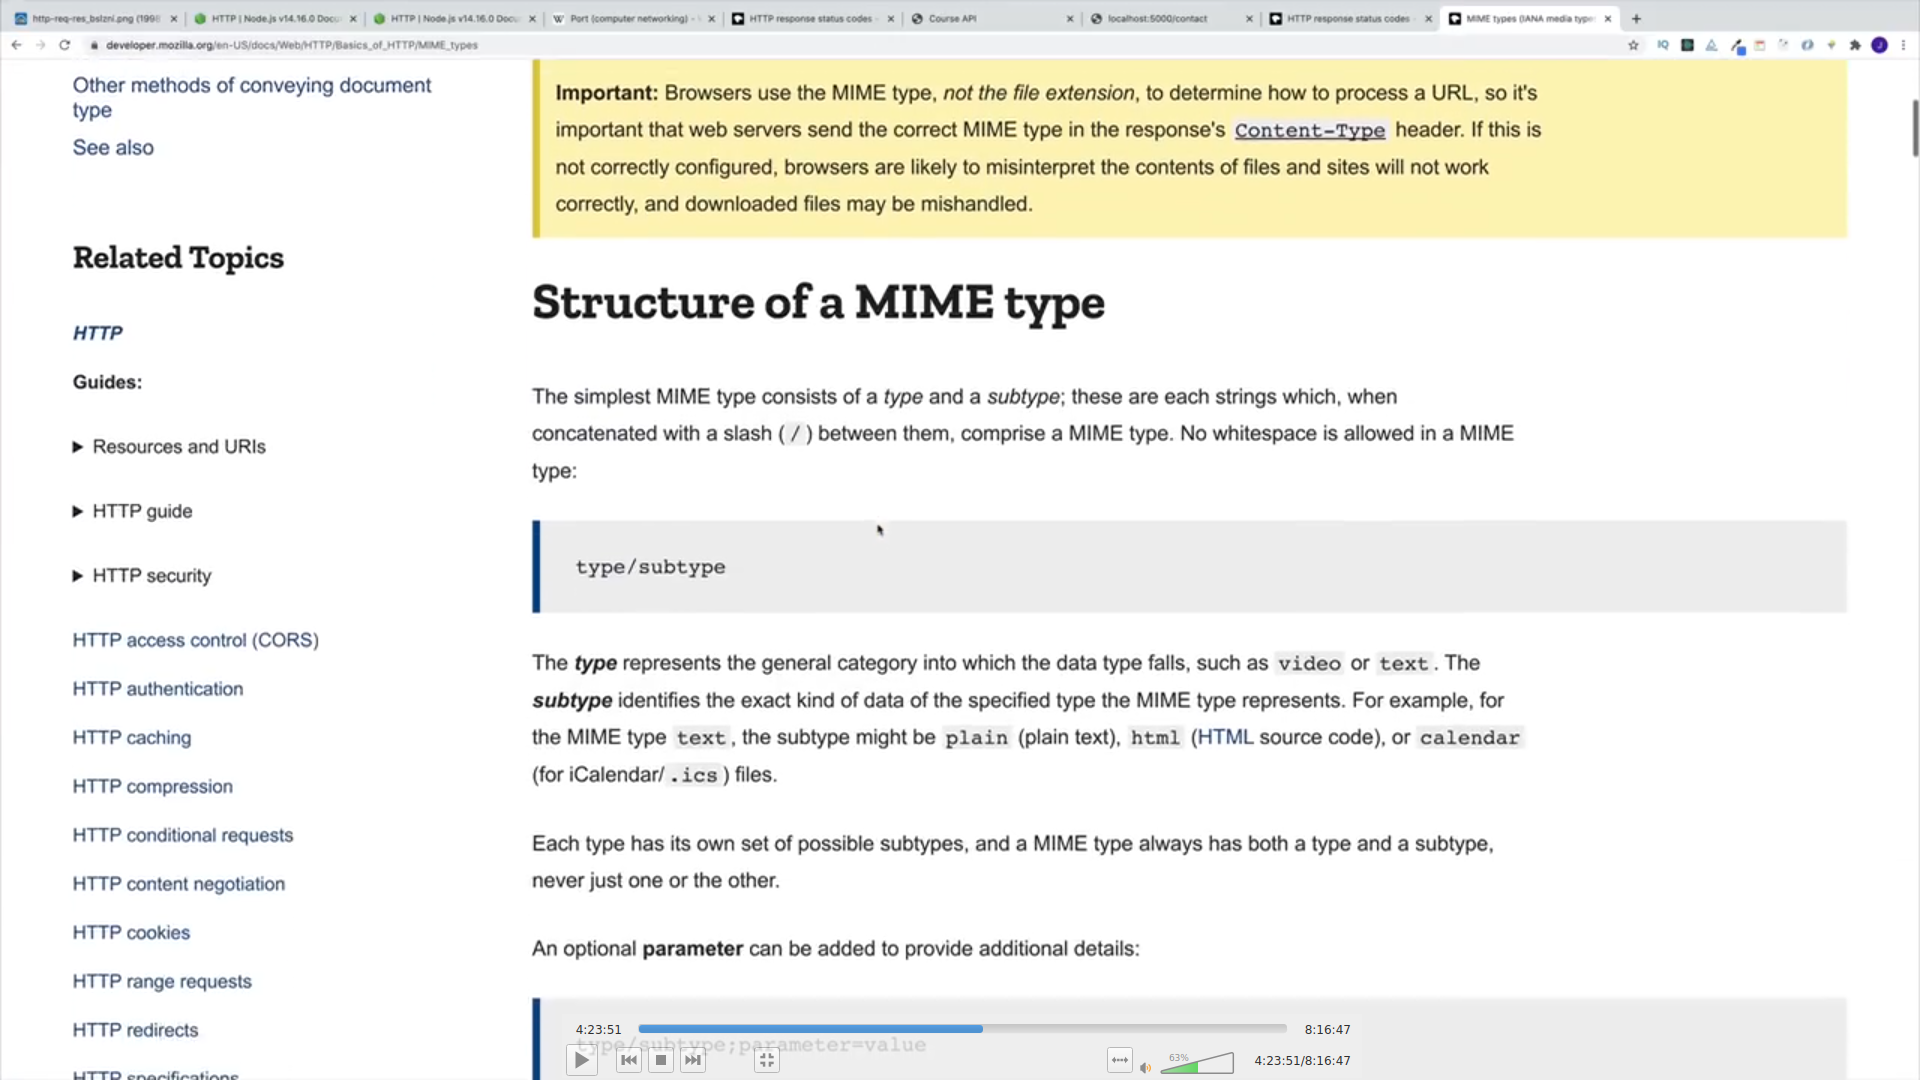 http-req-res_bslzni.png (1998
HTTP | Node.js v14.16.0 Docu
HTTP | Node.js v14.16.0 Docu
Port (computer networking) -
HTTP response status codes -
Course API
localhost:5000/contact
HTTP response status codes -
MIME types (IANA media type
developer.mozilla.org/en-US/docs/Web/HTTP/Basics_of_HTTP/MIME_types
Other methods of conveying document
type
See also
Related Topics
HTTP
Guides:
Resources and URIs
HTTP guide
HTTP security
HTTP access control (CORS)
HTTP authentication
HTTP caching
HTTP compression
HTTP conditional requests
HTTP content negotiation
HTTP cookies
HTTP range requests
HTTP redirects
HTTP specifications
Important: Browsers use the MIME type, not the file extension, to determine how to process a URL, so it's
important that web servers send the correct MIME type in the response's Content-Type header. If this is
not correctly configured, browsers are likely to misinterpret the contents of files and sites will not work
correctly, and downloaded files may be mishandled.
Structure of a MIME type
The simplest MIME type consists of a type and a subtype; these are each strings which, when
concatenated with a slash (/) between them, comprise a MIME type. No whitespace is allowed in a MIME
type:
type/subtype
The type represents the general category into which the data type falls, such as video or text. The
subtype identifies the exact kind of data of the specified type the MIME type represents. For example, for
the MIME type text, the subtype might be plain (plain text), html (HTML source code), or calendar
(for iCalendar/.ics) files.
Each type has its own set of possible subtypes, and a MIME type always has both a type and a subtype,
never just one or the other.
An optional parameter can be added to provide additional details:
type/subtype;parameter=value
4:23:51
8:16:47
63%
4:23:51/8:16:47